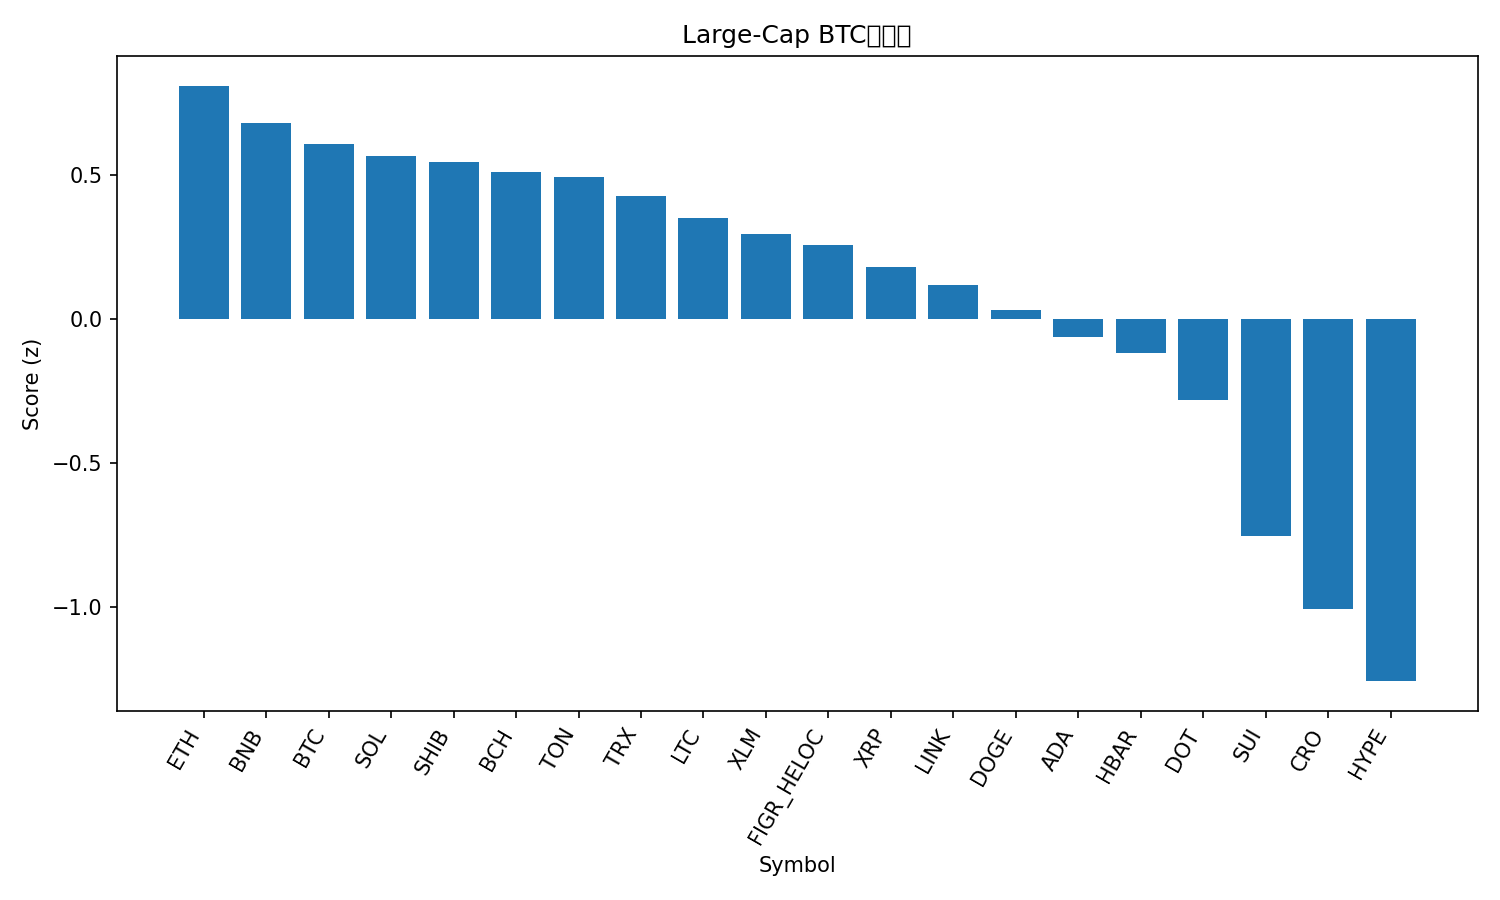 Large-Cap BTC
Score (z)
0.5
0.0
−0.5
−1.0
ETH
BNB
BTC
SOL
SHIB
BCH
TON
TRX
LTC
XLM
FIGR_HELOC
XRP
LINK
DOGE
ADA
HBAR
DOT
SUI
CRO
HYPE
Symbol